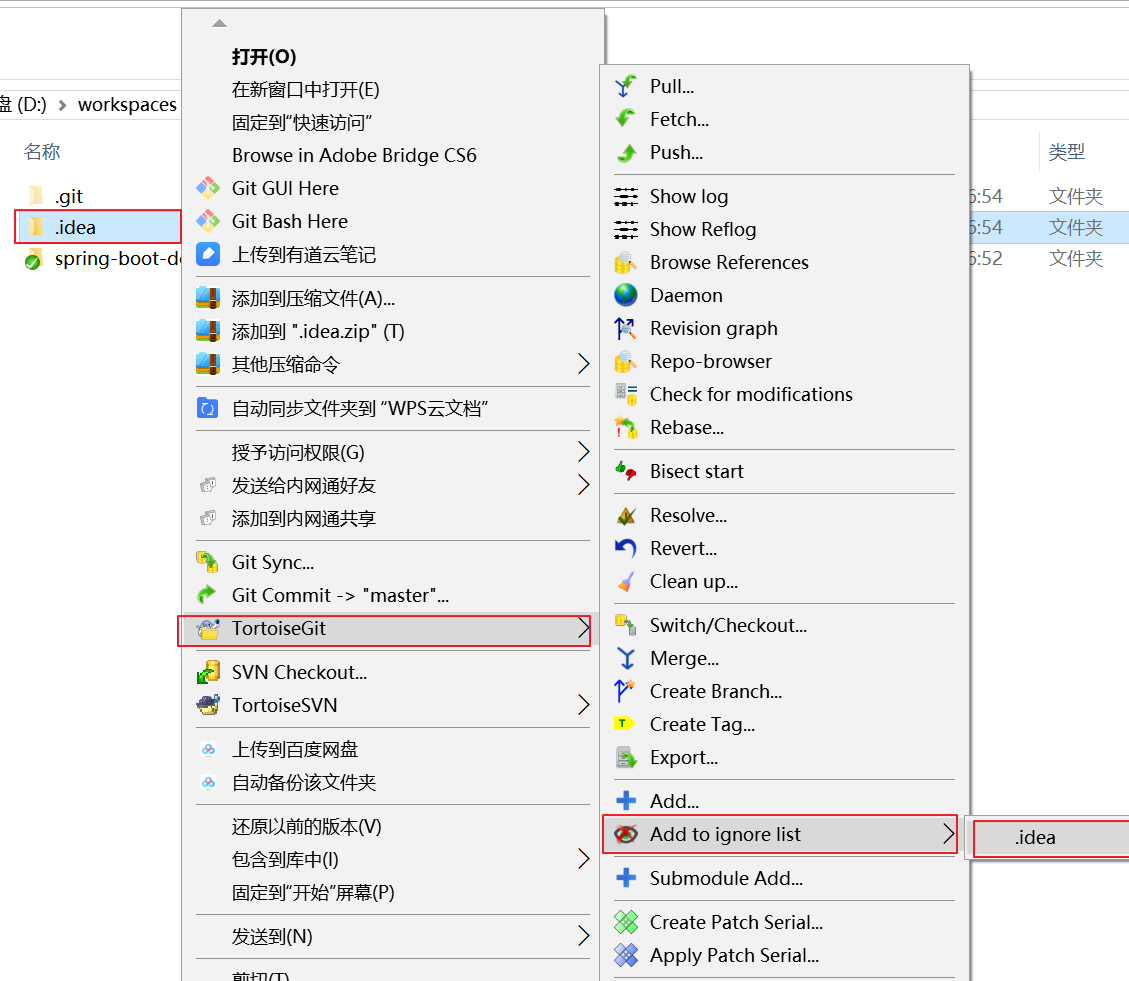 盘 (D:) > workspaces
名称
类型
.git
6:54
文件夹
.idea
6:54
文件夹
spring-boot-de
6:52
文件夹
打开(O)
在新窗口中打开(E)
固定到"快速访问"
Browse in Adobe Bridge CS6
Git GUI Here
Git Bash Here
上传到有道云笔记
添加到压缩文件(A)...
添加到 ".idea.zip" (T)
其他压缩命令
自动同步文件夹到 “WPS云文档”
授予访问权限(G)
发送给内网通好友
添加到内网通共享
Git Sync...
Git Commit -> "master"...
TortoiseGit
SVN Checkout...
TortoiseSVN
上传到百度网盘
自动备份该文件夹
还原以前的版本(V)
包含到库中(I)
固定到"开始"屏幕(P)
发送到(N)
剪切(T)
Pull...
Fetch...
Push...
Show log
Show Reflog
Browse References
Daemon
Revision graph
Repo-browser
Check for modifications
Rebase...
Bisect start
Resolve...
Revert...
Clean up...
Switch/Checkout...
Merge...
Create Branch...
Create Tag...
Export...
Add...
Add to ignore list
Submodule Add...
Create Patch Serial...
Apply Patch Serial...
.idea